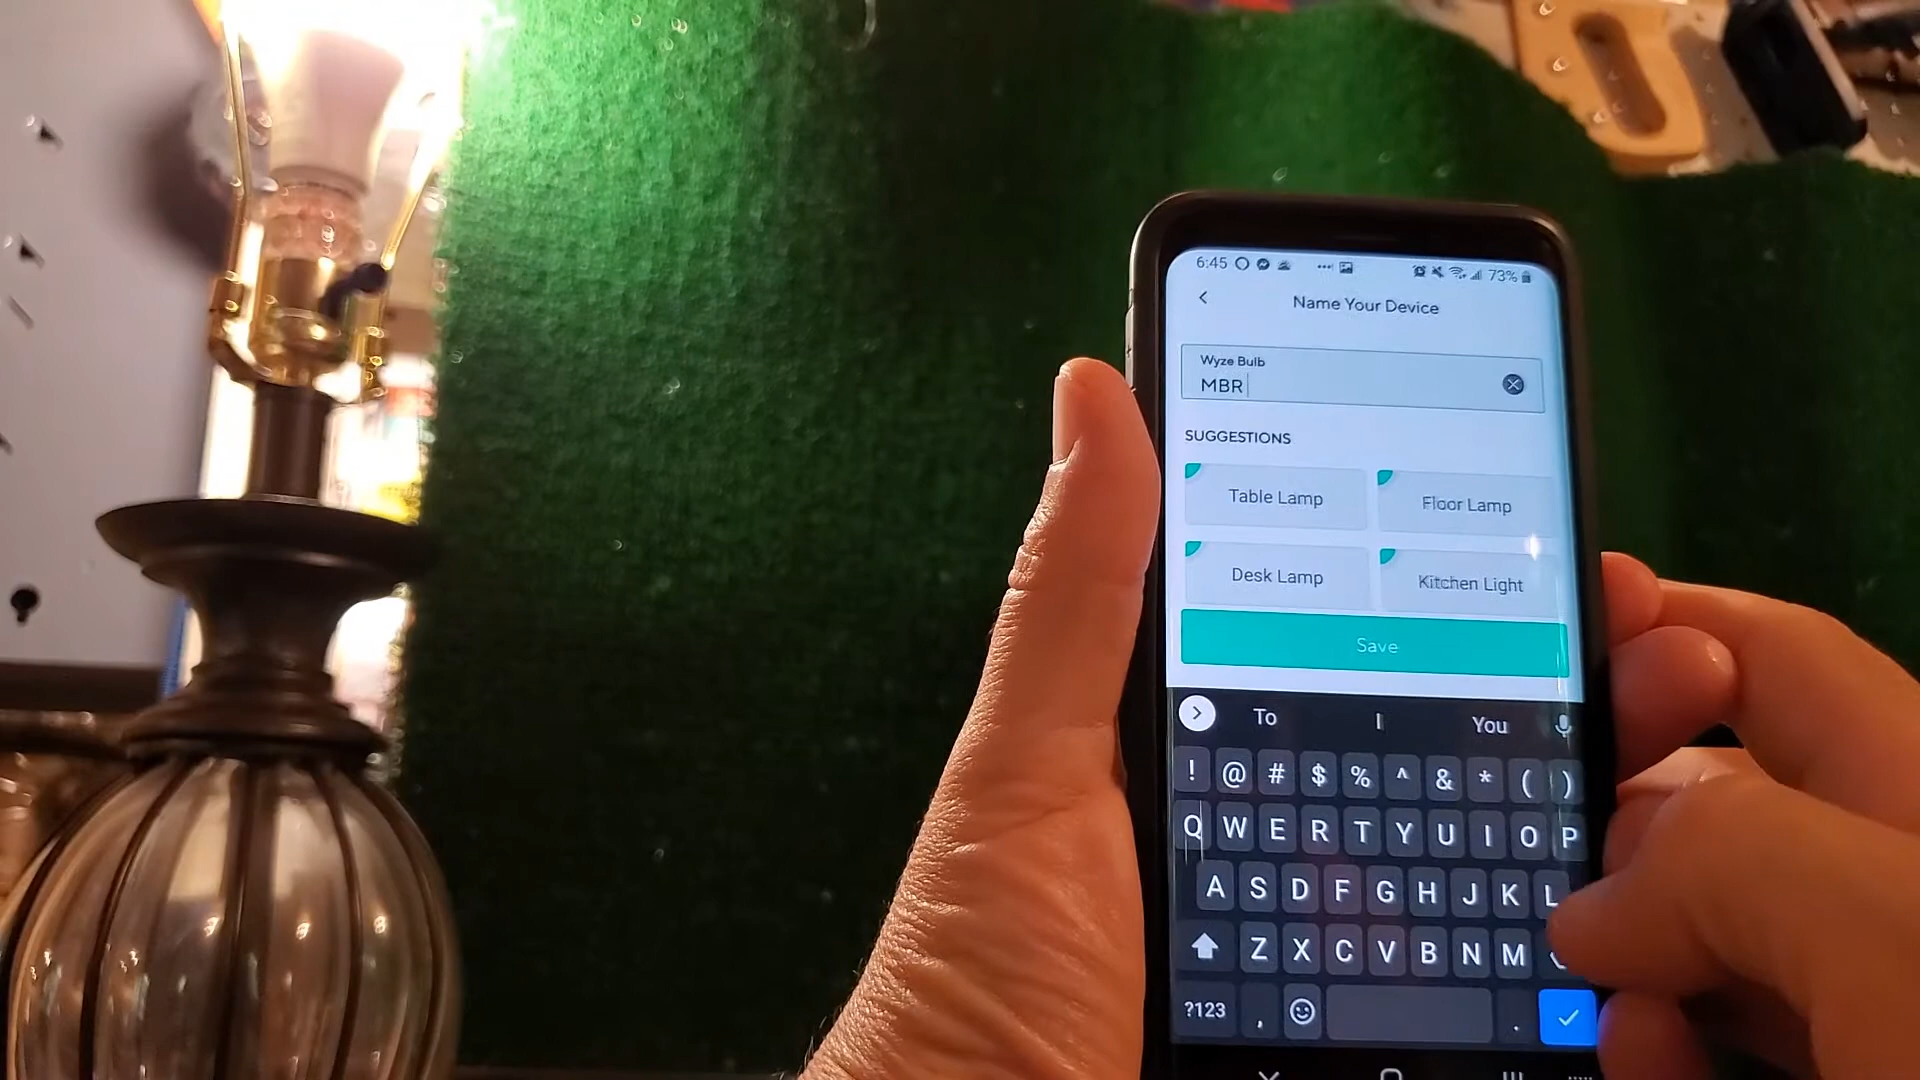 6:45 73%
Name Your Device
Wyze Bulb
MBR
SUGGESTIONS
Table Lamp Floor Lamp
Desk Lamp Kitchen Light
Save
To I You
! @ # $ % ^ & * ( )
Q W E R T Y U I O P
A S D F G H J K L
Z X C V B N M
?123 , .